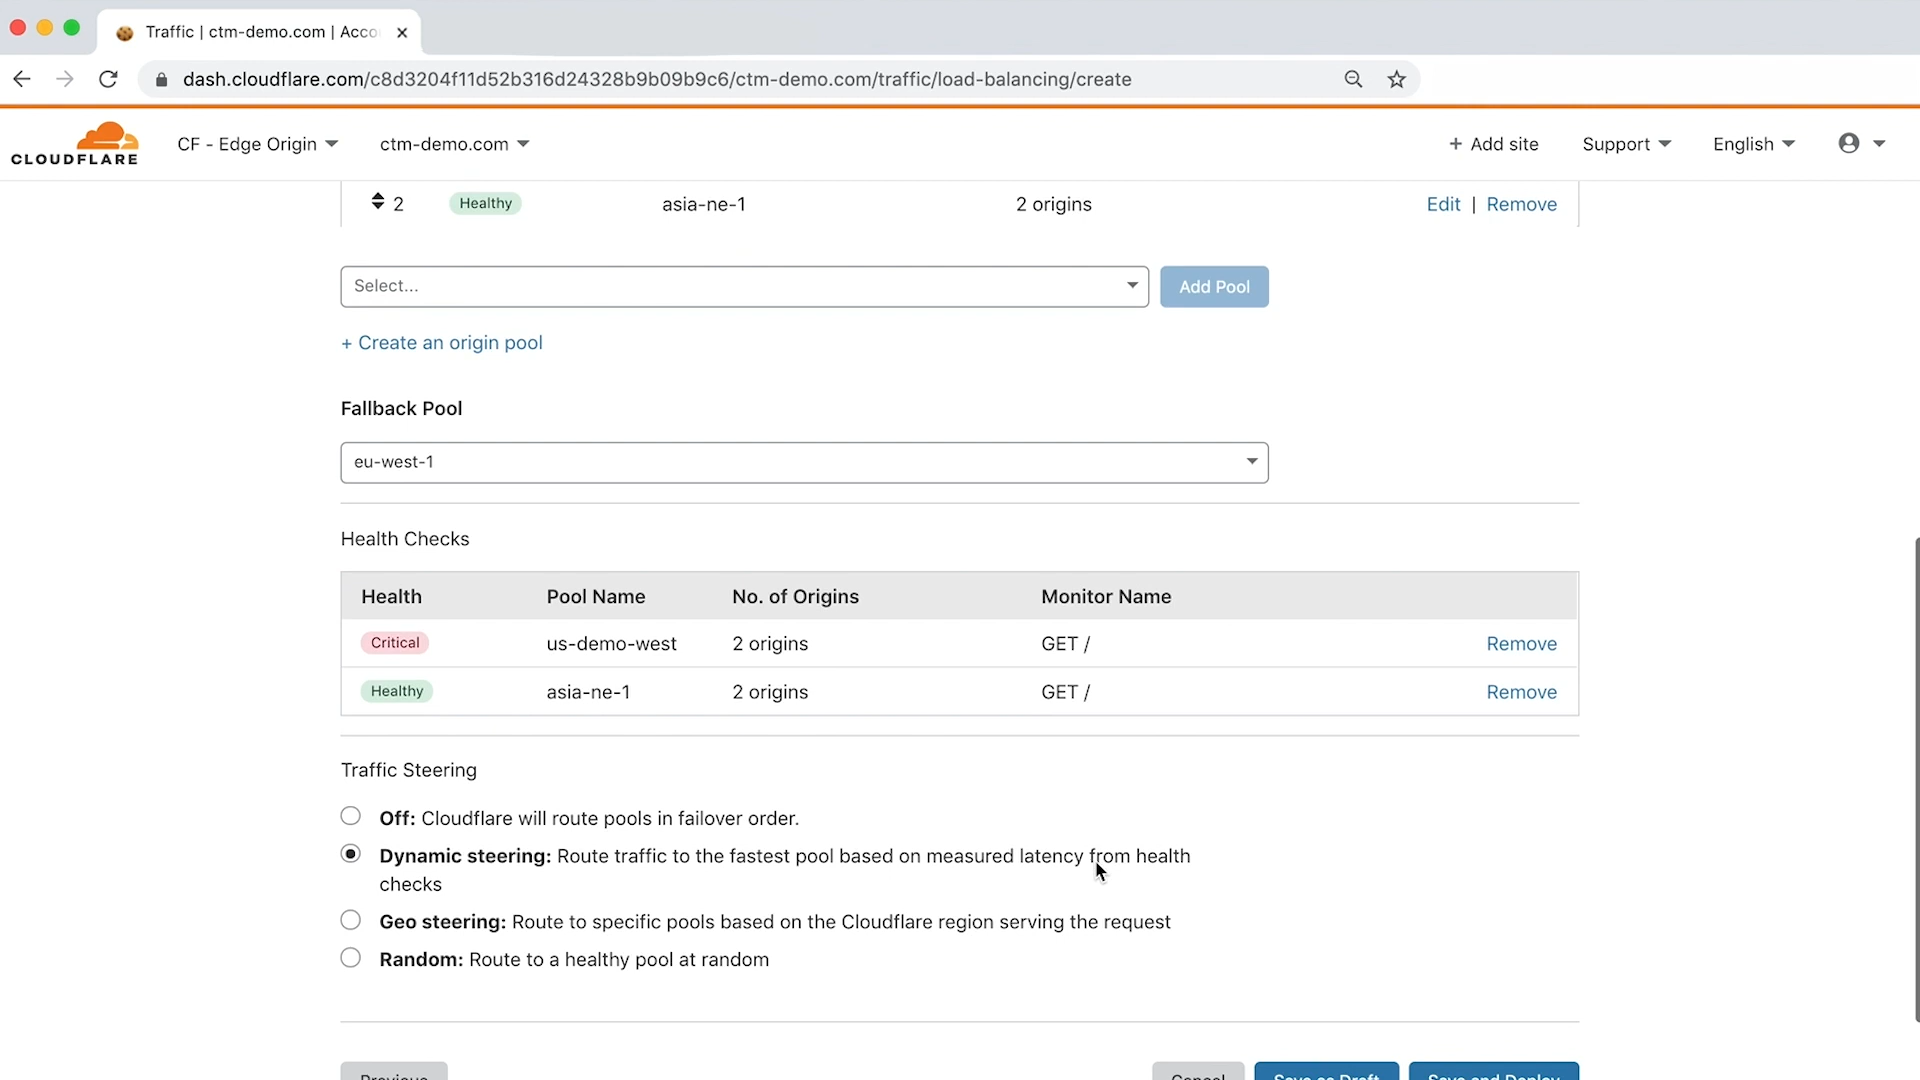 Traffic | ctm-demo.com | Acco
dash.cloudflare.com/c8d3204f11d52b316d24328b9b09b9c6/ctm-demo.com/traffic/load-balancing/create
CLOUDFLARE
CF - Edge Origin
ctm-demo.com
+ Add site
Support
English
2 Healthy asia-ne-1 2 origins Edit | Remove
Select...
Add Pool
+ Create an origin pool
Fallback Pool
eu-west-1
Health Checks
Health Pool Name No. of Origins Monitor Name
Critical us-demo-west 2 origins GET / Remove
Healthy asia-ne-1 2 origins GET / Remove
Traffic Steering
Off: Cloudflare will route pools in failover order.
Dynamic steering: Route traffic to the fastest pool based on measured latency from health
checks
Geo steering: Route to specific pools based on the Cloudflare region serving the request
Random: Route to a healthy pool at random
Previous
Cancel
Save as Draft
Save and Deploy